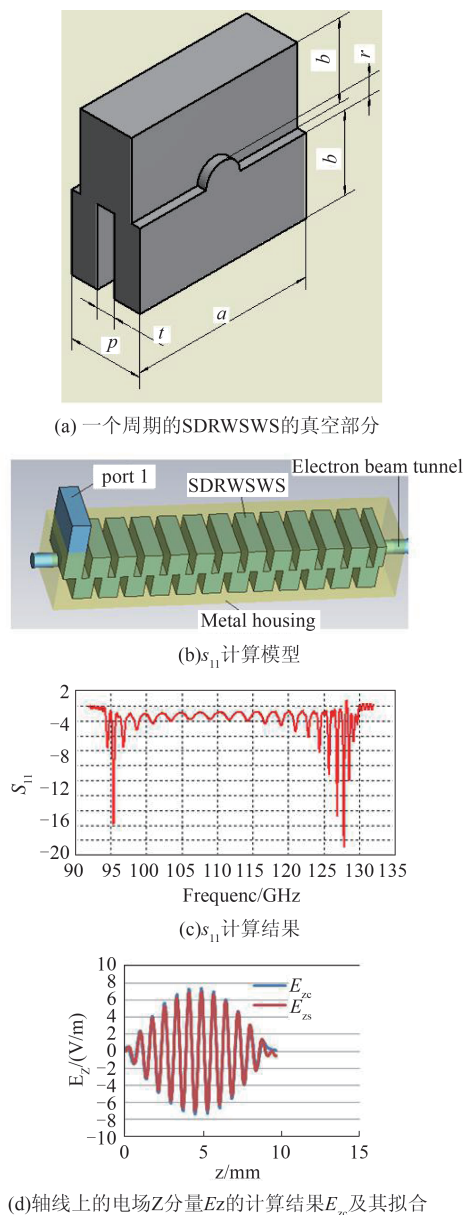 b
r
b
a
t
p
(a) 一个周期的SDRWSWS的真空部分
port 1
SDRWSWS
Electron beam tunnel
Metal housing
(b)s11计算模型
2
−4
−8
−12
−16
−20
S11
90 95 100 105 110 115 120 125 130 135
Frequenc/GHz
(c)s11计算结果
10
8
6
4
2
0
−2
−4
−6
−8
−10
EZ/(V/m)
Ezc
Ezs
0 5 10 15
z/mm
(d)轴线上的电场Z分量Ez的计算结果Ezc及其拟合